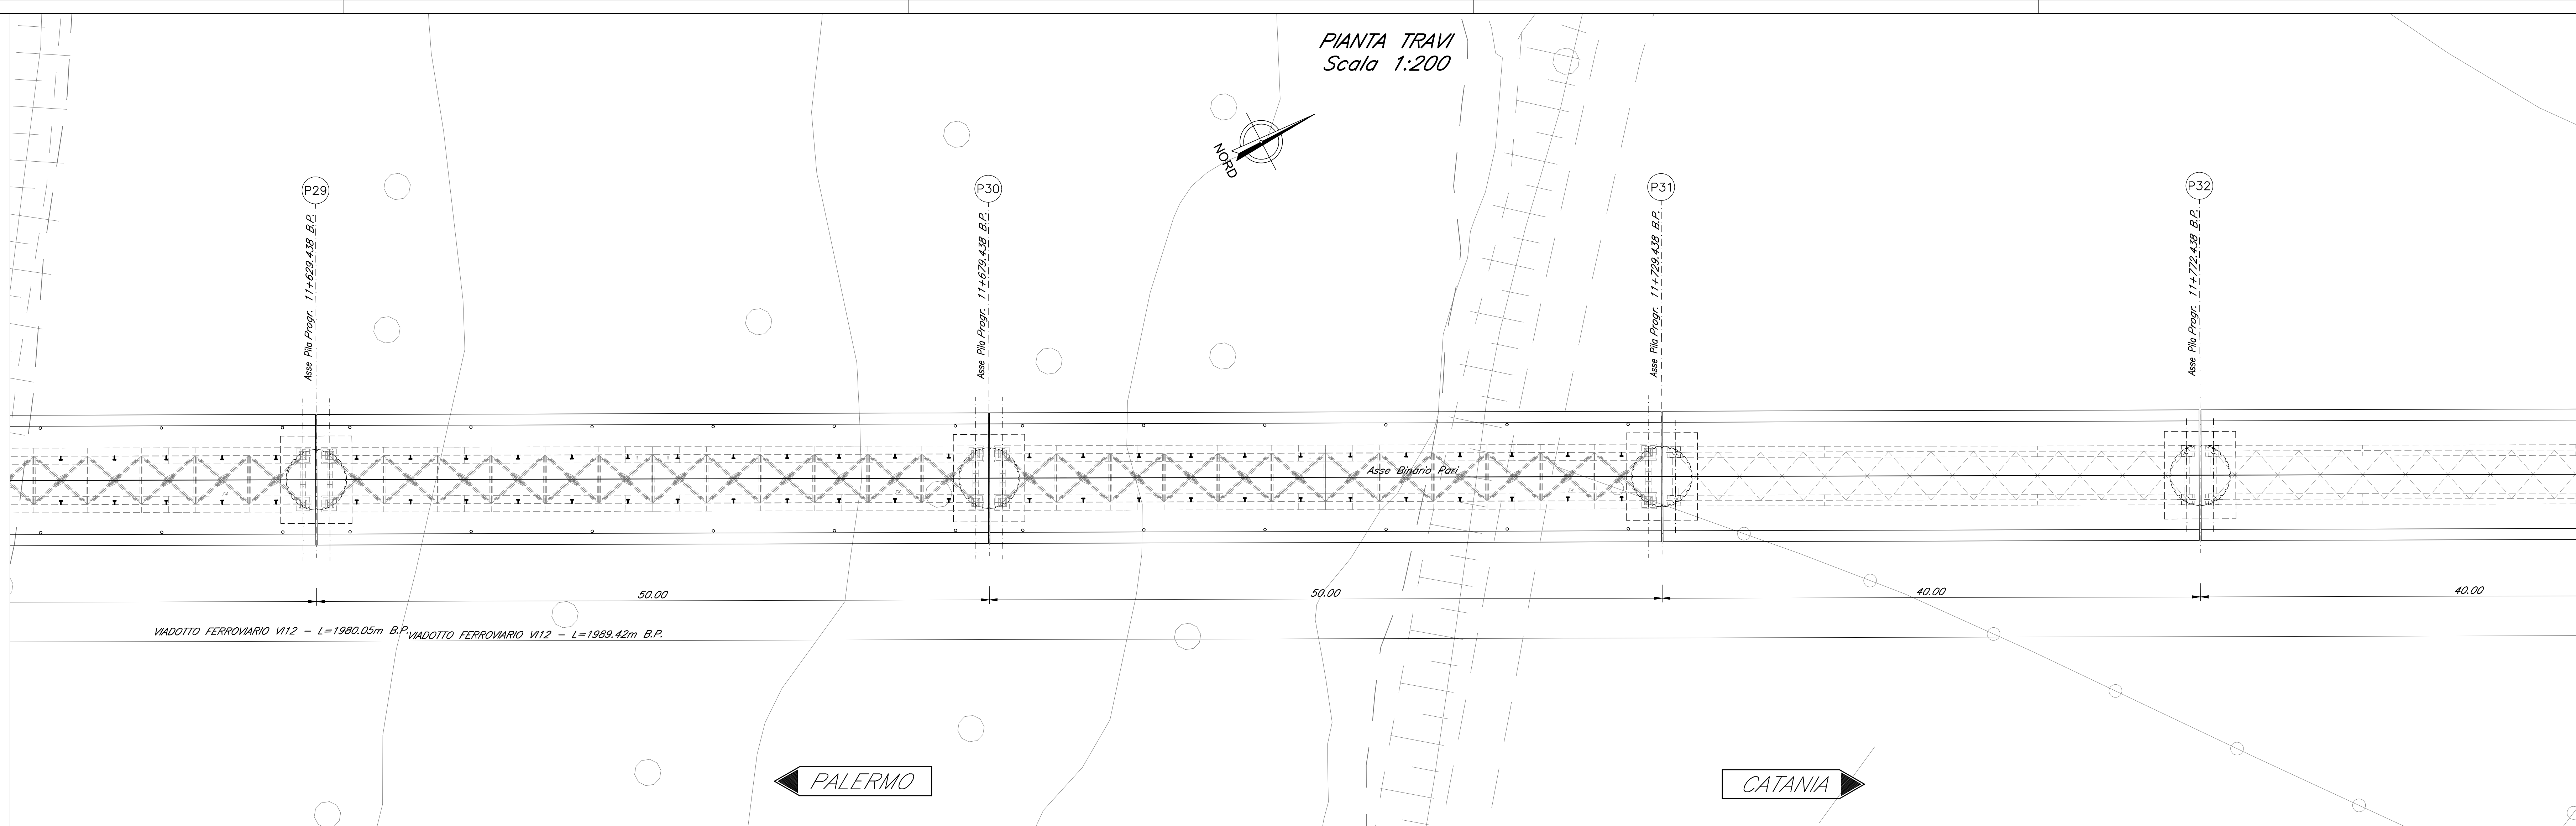 PIANTA TRAVI
Scala 1:200
NORD
P29
P30
P31
P32
Asse Pila Progr. 11+629.438 B.P.
Asse Pila Progr. 11+679.438 B.P.
Asse Pila Progr. 11+729.438 B.P.
Asse Pila Progr. 11+772.438 B.P.
Asse Binario Pari
50.00
50.00
40.00
40.00
VIADOTTO FERROVIARIO VI12 - L=1980.05m B.P.
VIADOTTO FERROVIARIO VI12 - L=1989.42m B.P.
PALERMO
CATANIA